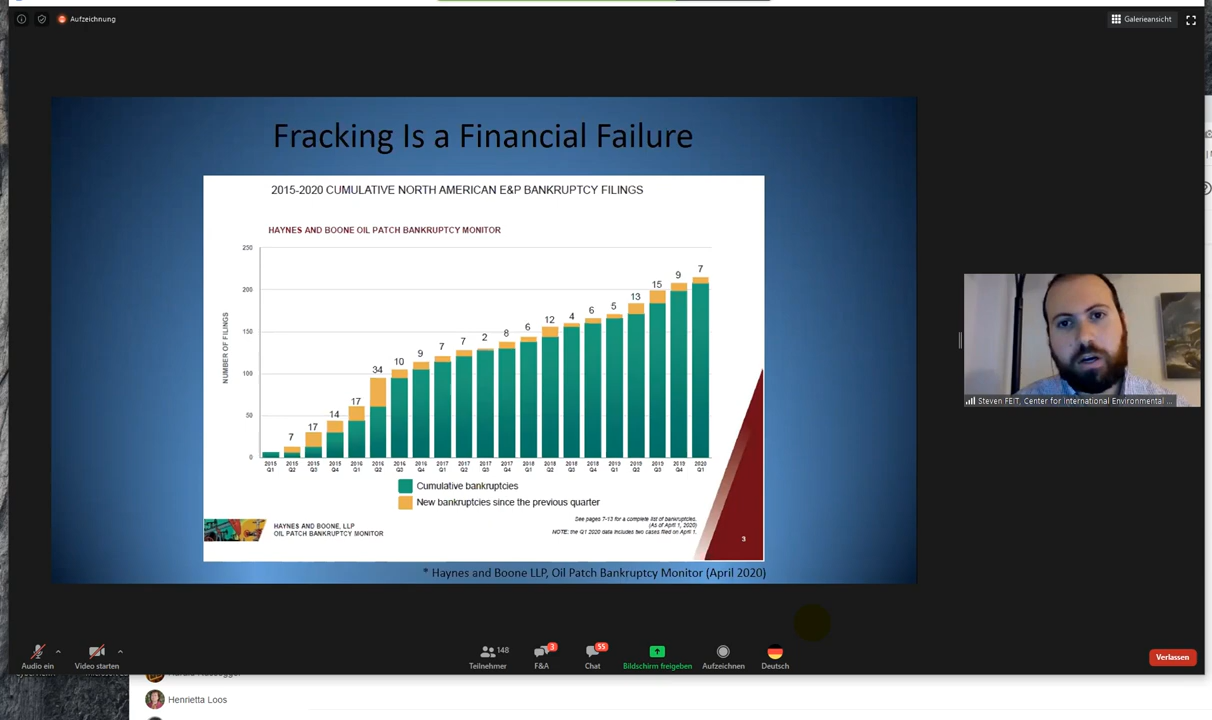 Aufzeichnung
Galerieansicht
Fracking Is a Financial Failure
2015-2020 CUMULATIVE NORTH AMERICAN E&P BANKRUPTCY FILINGS
HAYNES AND BOONE OIL PATCH BANKRUPTCY MONITOR
NUMBER OF FILINGS
250
200
150
100
50
0
7 17 14 17 34 10 9 7 7 2 8 6 12 4 6 5 13 15 9 7
2015 Q1
2015 Q2
2015 Q3
2015 Q4
2016 Q1
2016 Q2
2016 Q3
2016 Q4
2017 Q1
2017 Q2
2017 Q3
2017 Q4
2018 Q1
2018 Q2
2018 Q3
2018 Q4
2019 Q1
2019 Q2
2019 Q3
2019 Q4
2020 Q1
Cumulative bankruptcies
New bankruptcies since the previous quarter
See pages 7-13 for a complete list of bankruptcies.
(As of April 1, 2020)
NOTE: the Q1 2020 data includes two cases filed on April 1.
HAYNES AND BOONE, LLP
OIL PATCH BANKRUPTCY MONITOR
3
* Haynes and Boone LLP, Oil Patch Bankruptcy Monitor (April 2020)
Steven FEIT, Center for International Environmental ...
Audio ein
Video starten
148
Teilnehmer
3
F&A
55
Chat
Bildschirm freigeben
Aufzeichnen
Deutsch
Verlassen
Henrietta Loos